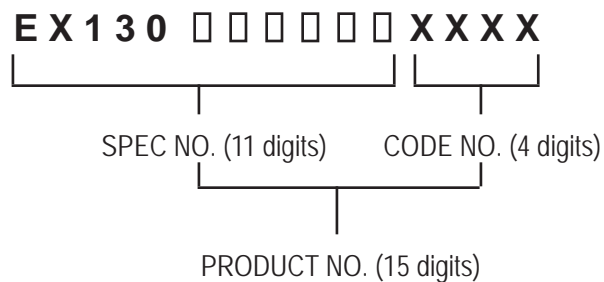 EX130 □□□□□□ XXXX
SPEC NO. (11 digits) CODE NO. (4 digits)
PRODUCT NO. (15 digits)